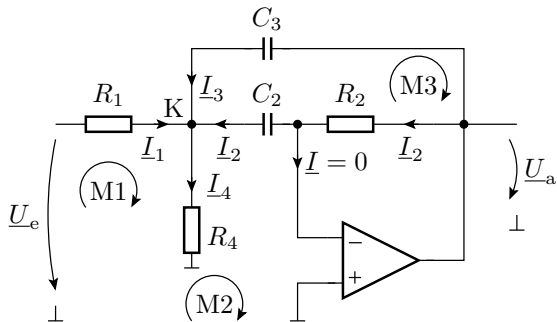 C₃
I₃
M3
R₁
K
C₂
R₂
I₁
I₂
I = 0
I₂
M1
I₄
Uₑ
Uₐ
R₄
−
+
M2